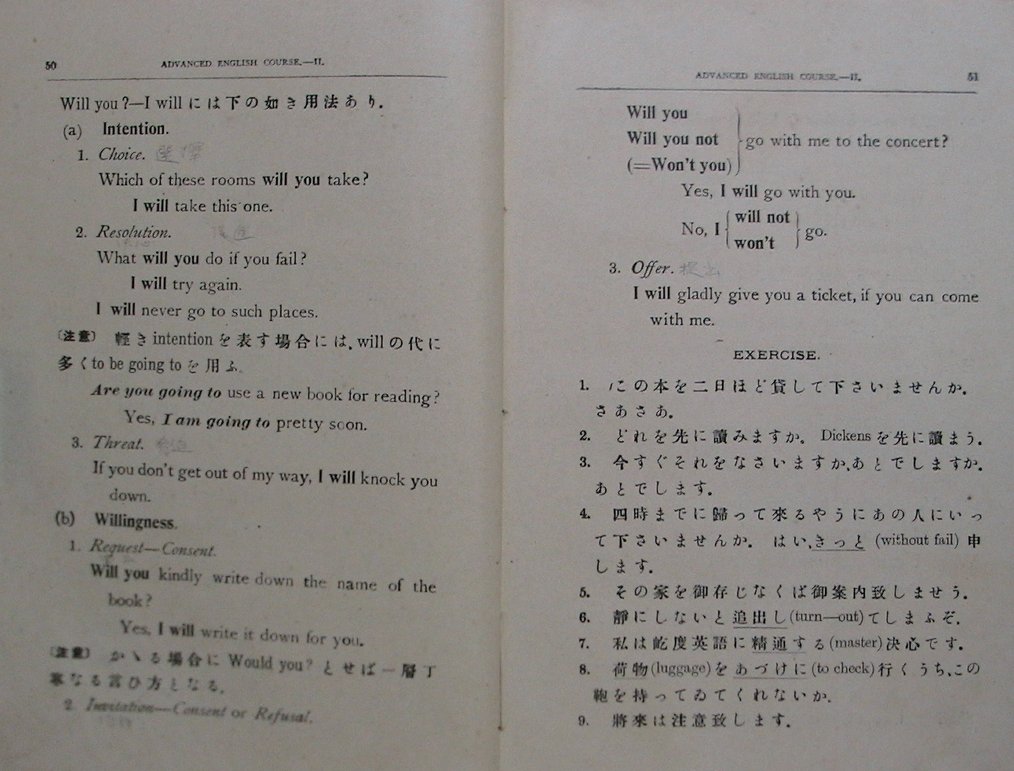 50 ADVANCED ENGLISH COURSE.—II.
Will you ?—I will には下の如き用法あり.
(a) Intention.
1. Choice. 選擇
Which of these rooms will you take?
I will take this one.
2. Resolution.
What will you do if you fail?
I will try again.
I will never go to such places.
〔注意〕 軽き intention を表す場合には, will の代に
多く to be going to を用ふ.
Are you going to use a new book for reading?
Yes, I am going to pretty soon.
3. Threat.
If you don't get out of my way, I will knock you
down.
(b) Willingness.
1. Request—Consent.
Will you kindly write down the name of the
book?
Yes, I will write it down for you.
〔注意〕 かゝる場合に Would you? とせば一層丁
寧なる言ひ方となる.
2. Invitation—Consent or Refusal.
ADVANCED ENGLISH COURSE.—II. 51
Will you
Will you not go with me to the concert?
(=Won't you)
Yes, I will go with you.
will not
No, I go.
won't
3. Offer. 提出
I will gladly give you a ticket, if you can come
with me.
EXERCISE.
1. この本を二日ほど貸して下さいませんか.
さあさあ.
2. どれを先に讀みますか. Dickens を先に讀まう.
3. 今すぐそれをなさいますか,あとでしますか.
あとでします.
4. 四時までに歸って來るやうにあの人にいっ
て下さいませんか. はい,きっと (without fail) 申
します.
5. その家を御存じなくば御案内致しませう.
6. 靜にしないと追出し(turn—out)てしまふぞ.
7. 私は屹度英語に精通する(master)決心です.
8. 荷物(luggage)をあづけに(to check)行くうち,この
鞄を持ってゐてくれないか.
9. 將來は注意致します.